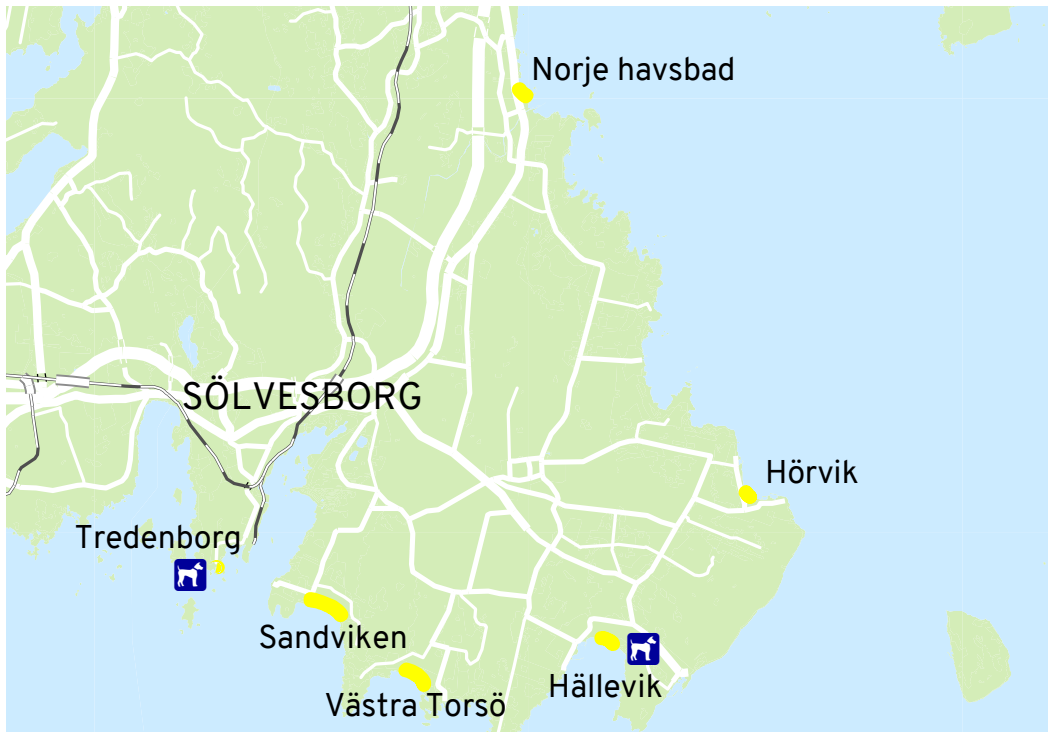 Norje havsbad
SÖLVESBORG
Hörvik
Tredenborg
Sandviken
Hällevik
Västra Torsö